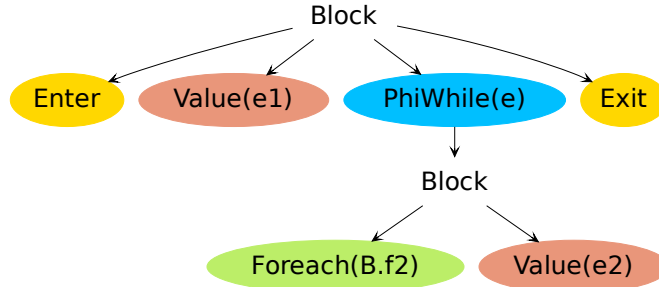 Block
Enter
Value(e1)
PhiWhile(e)
Exit
Block
Foreach(B.f2)
Value(e2)